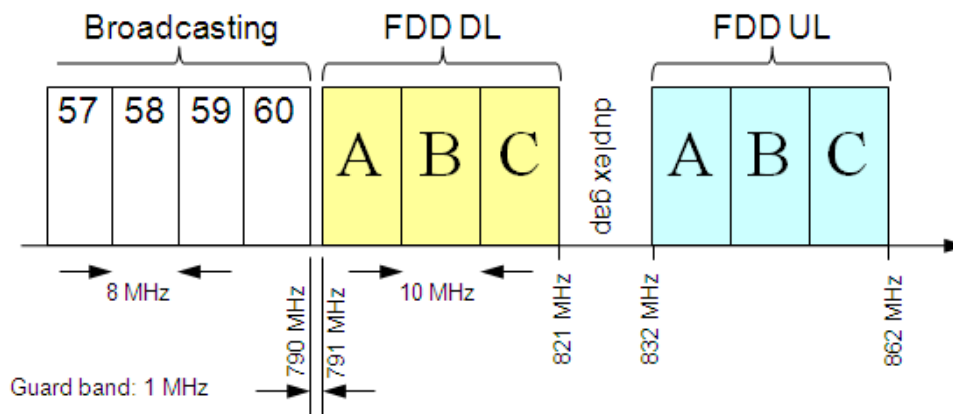 Broadcasting
FDD DL
FDD UL
57 58 59 60
A B C
duplex gap
A B C
8 MHz
10 MHz
790 MHz
791 MHz
821 MHz
832 MHz
862 MHz
Guard band: 1 MHz